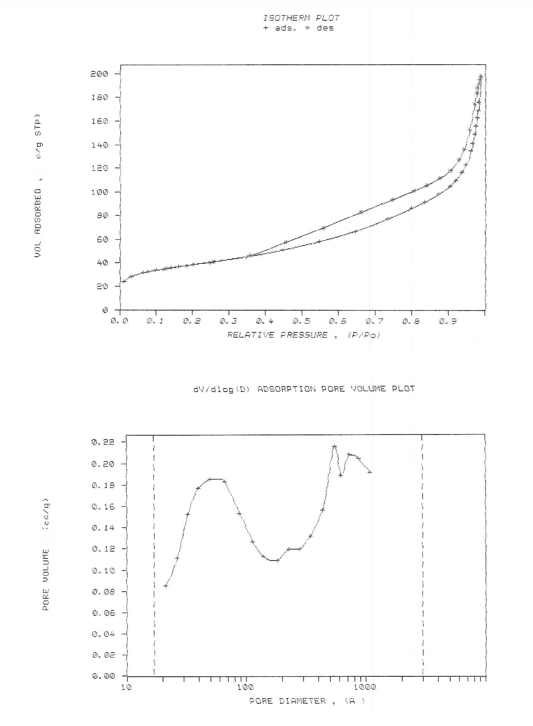 ISOTHERM PLOT
+ ads, * des
200
180
160
140
120
100
80
60
40
20
0
VOL ADSORBED , c/g STP)
0.0 0.1 0.2 0.3 0.4 0.5 0.6 0.7 0.8 0.9
RELATIVE PRESSURE , (P/Po)
dV/dlog(D) ADSORPTION PORE VOLUME PLOT
0.22
0.20
0.18
0.16
0.14
0.12
0.10
0.08
0.06
0.04
0.02
0.00
PORE VOLUME :cc/g)
10 100 1000
PORE DIAMETER , (A )